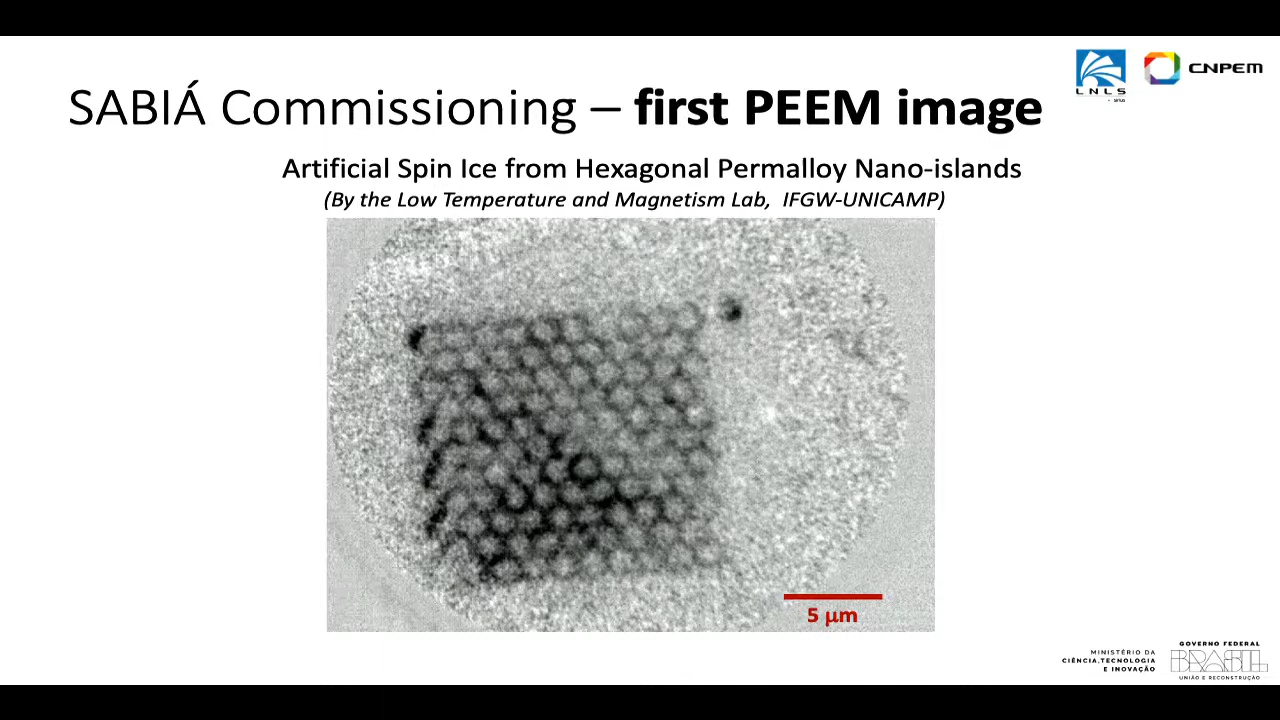 LNLS
sirius
CNPEM
SABIÁ Commissioning – first PEEM image
Artificial Spin Ice from Hexagonal Permalloy Nano-islands
(By the Low Temperature and Magnetism Lab, IFGW-UNICAMP)
5 µm
MINISTÉRIO DA
CIÊNCIA, TECNOLOGIA
E INOVAÇÃO
GOVERNO FEDERAL
BRASIL
UNIÃO E RECONSTRUÇÃO